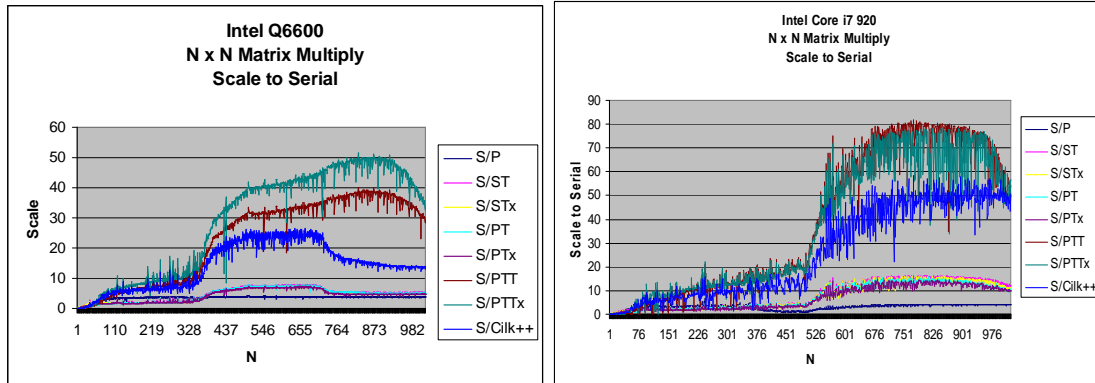 Intel Q6600
N x N Matrix Multiply
Scale to Serial
60
50
40
30
20
10
0
Scale
1 110 219 328 437 546 655 764 873 982
N
S/P
S/ST
S/STx
S/PT
S/PTx
S/PTT
S/PTTx
S/Cilk++
Intel Core i7 920
N x N Matrix Multiply
Scale to Serial
90
80
70
60
50
40
30
20
10
0
Scale to Serial
1 76 151 226 301 376 451 526 601 676 751 826 901 976
N
S/P
S/ST
S/STx
S/PT
S/PTx
S/PTT
S/PTTx
S/Cilk++